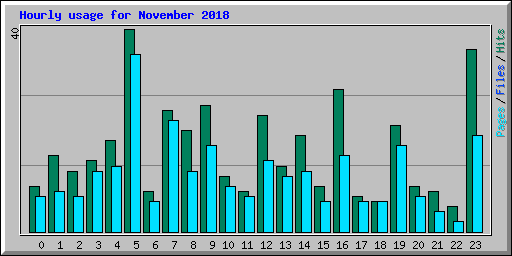 Hourly usage for November 2018
40
Pages / Files / Hits
0 1 2 3 4 5 6 7 8 9 10 11 12 13 14 15 16 17 18 19 20 21 22 23